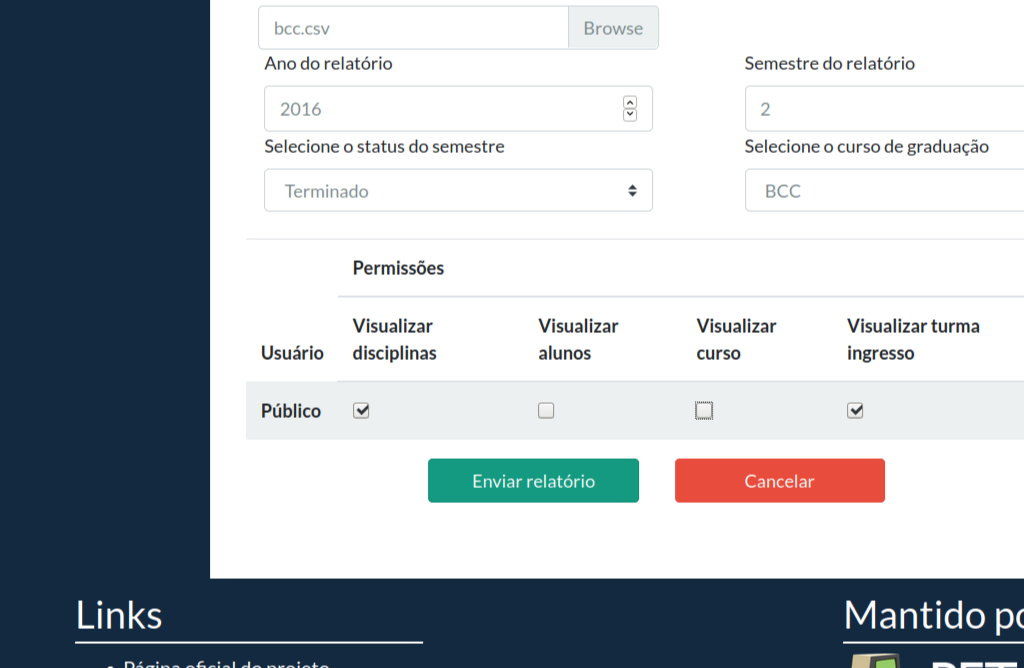 bcc.csv Browse
Ano do relatório Semestre do relatório
2016 2
Selecione o status do semestre Selecione o curso de graduação
Terminado BCC
Permissões
Visualizar Visualizar Visualizar Visualizar turma
Usuário disciplinas alunos curso ingresso
Público
Enviar relatório Cancelar
Links Mantido
Página oficial do projeto